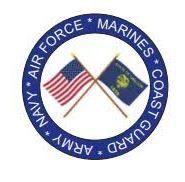 ARMY * NAVY * AIR FORCE * MARINES * COAST GUARD *